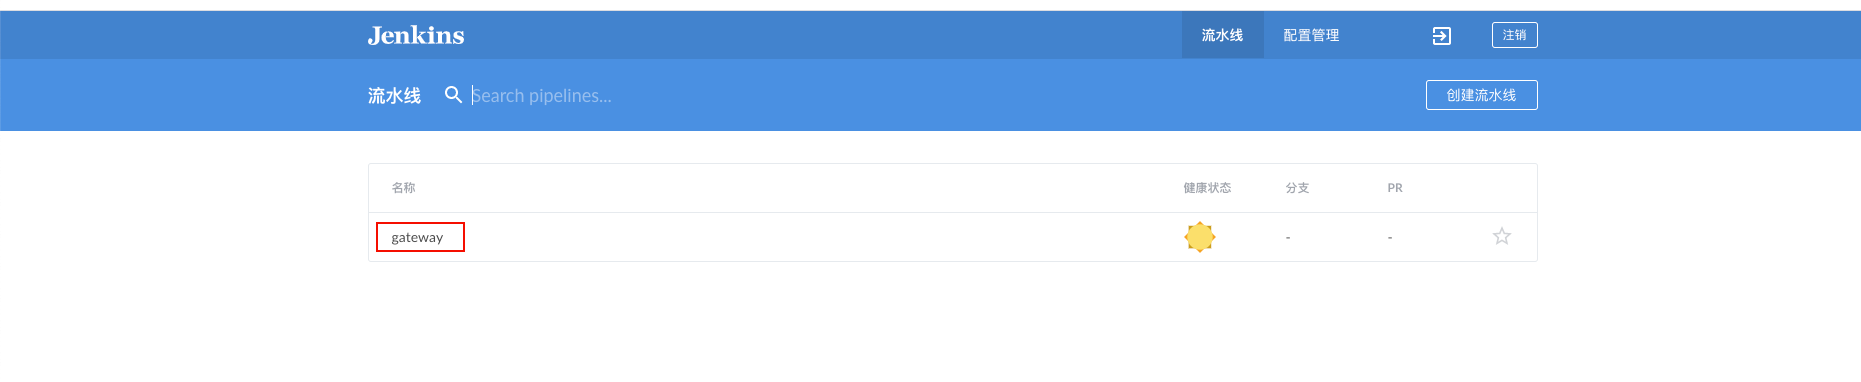 Jenkins 流水线 配置管理 注销
流水线 Search pipelines... 创建流水线
名称 健康状态 分支 PR
gateway - -